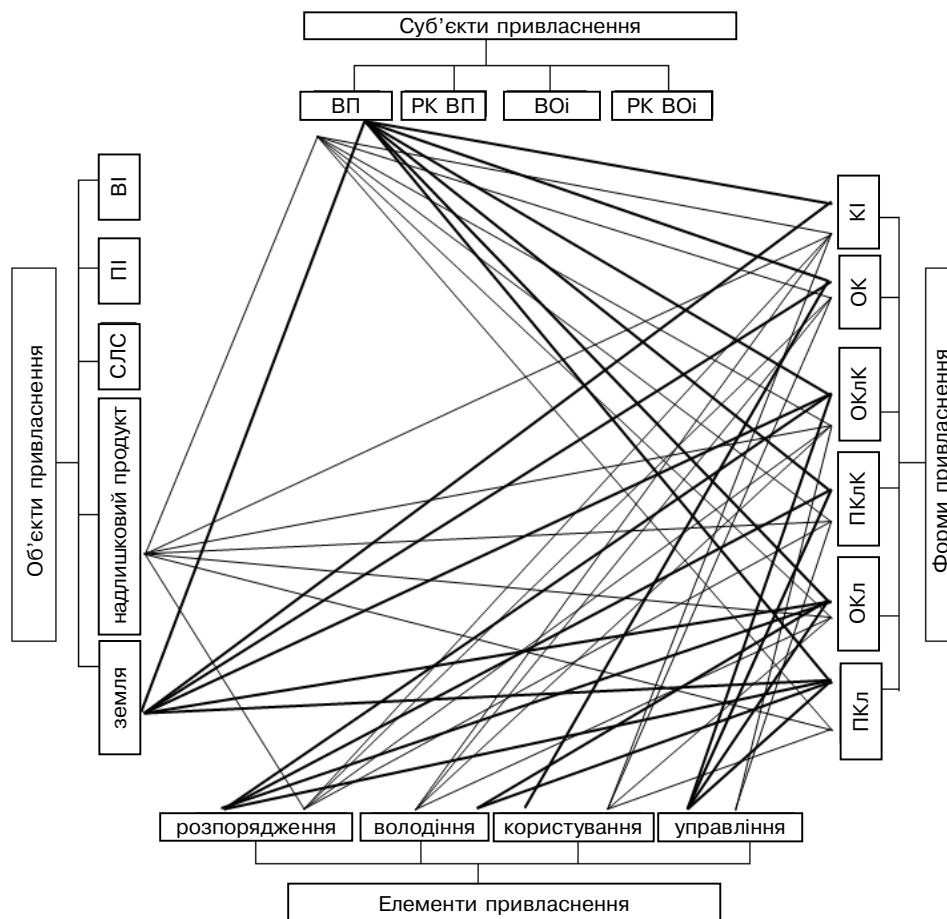 Суб’єкти привласнення
ВП
РК ВП
ВОі
РК ВОі
Об’єкти привласнення
ВІ
ПІ
СЛС
надлишковий продукт
земля
КІ
ОК
ОКлК
ПКлК
ОКл
ПКл
Форми привласнення
розпорядження
володіння
користування
управління
Елементи привласнення